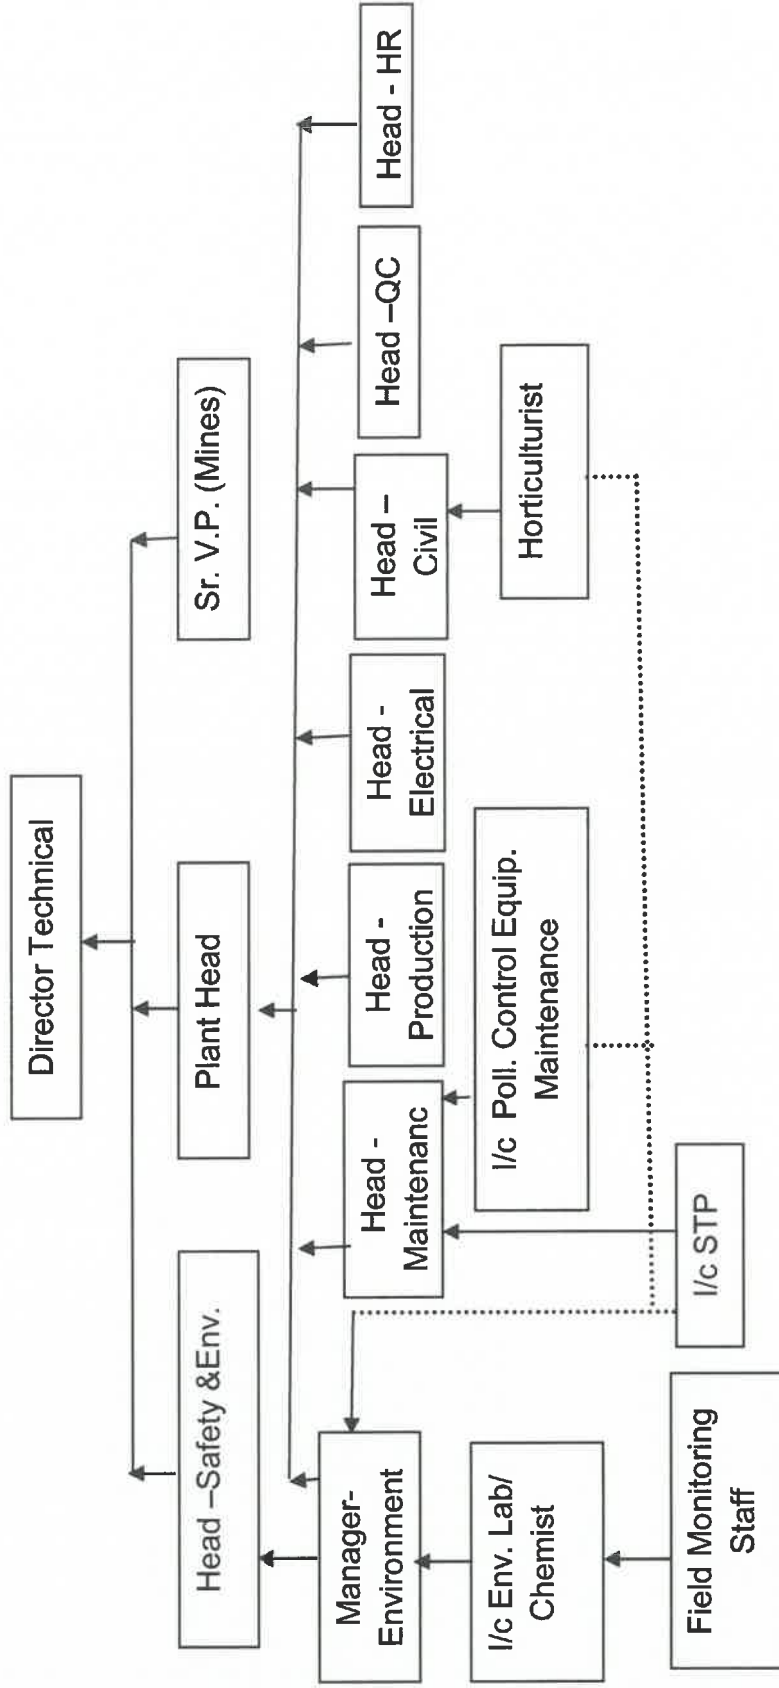 Director Technical
Head –Safety &Env.
Plant Head
Sr. V.P. (Mines)
Manager-
Environment
Head -
Maintenanc
Head -
Production
Head -
Electrical
Head –
Civil
Head –QC
Head - HR
I/c Env. Lab/
Chemist
I/c Poll. Control Equip.
Maintenance
Horticulturist
Field Monitoring
Staff
I/c STP